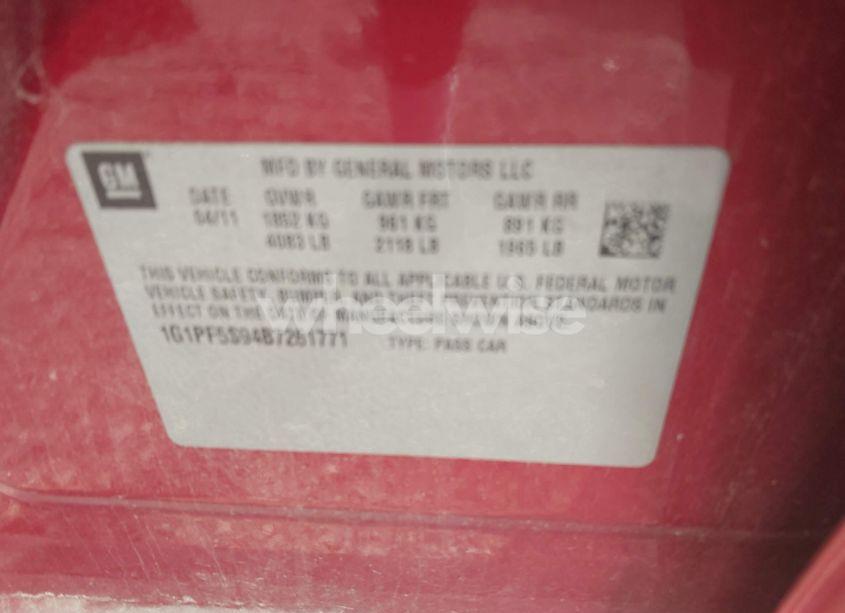 GM
MFD BY GENERAL MOTORS LLC
DATE GVWR GAWR FRT GAWR RR
04/11 1852 KG 961 KG 891 KG
4083 LB 2118 LB 1965 LB
THIS VEHICLE CONFORMS TO ALL APPLICABLE U.S. FEDERAL MOTOR
VEHICLE SAFETY, BUMPER, AND THEFT PREVENTION STANDARDS IN
EFFECT ON THE DATE OF MANUFACTURE SHOWN ABOVE.
1G1PF5S94B7261771 TYPE: PASS CAR
wheelwise